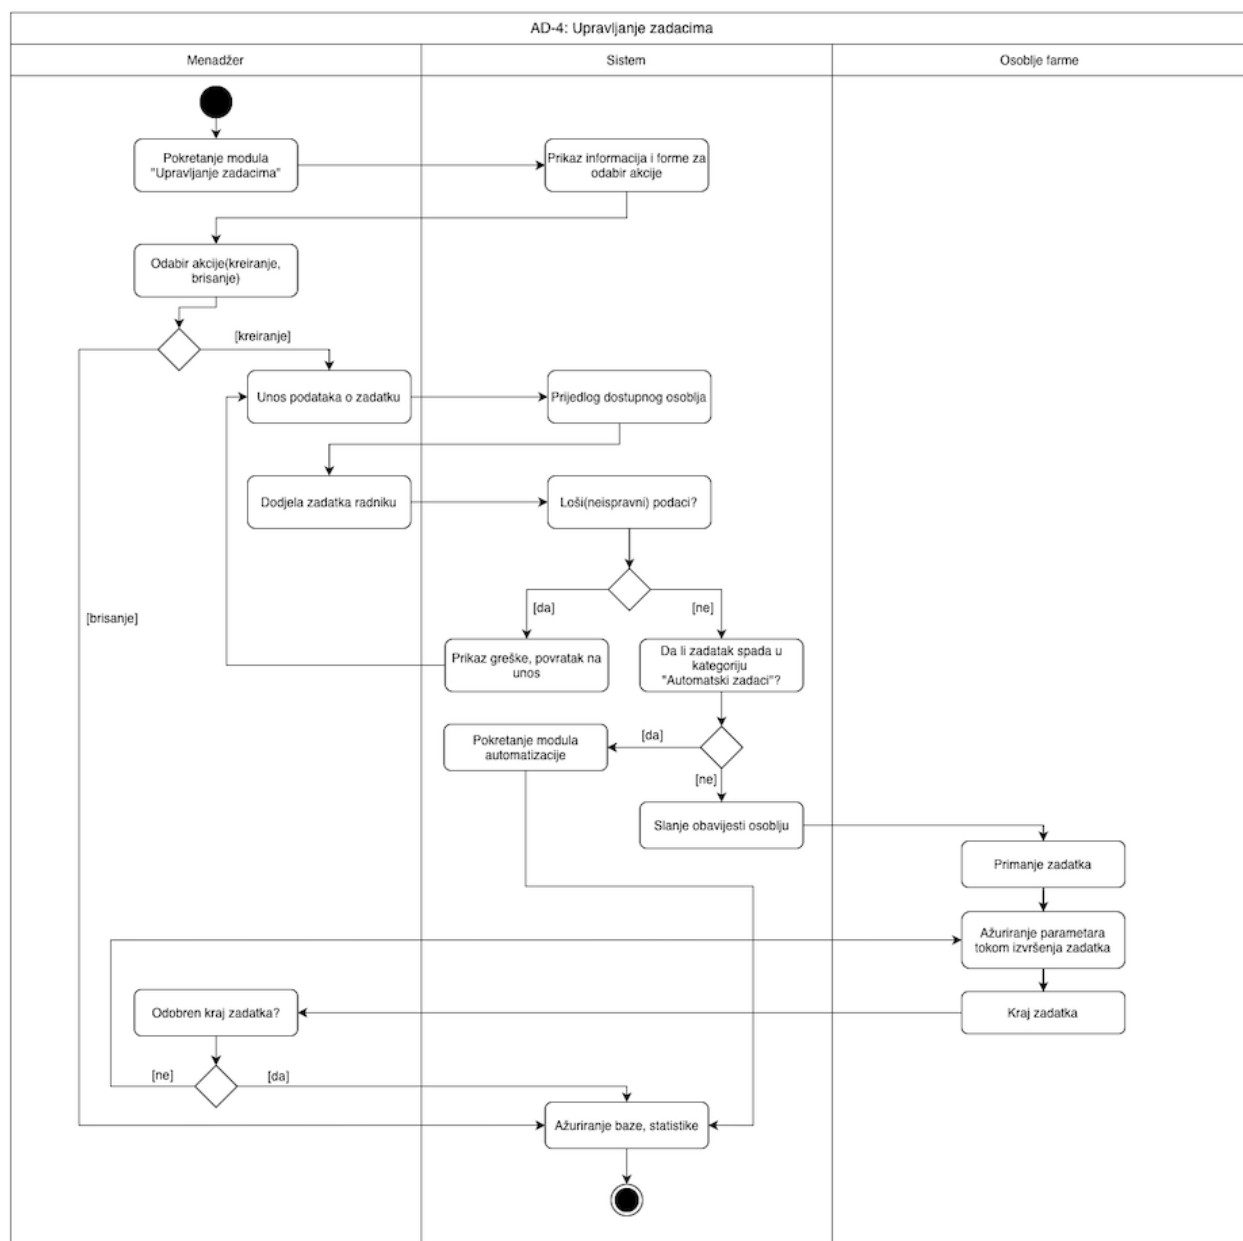 AD-4: Upravljanje zadacima
Menadžer
Sistem
Osoblje farme
Pokretanje modula
"Upravljanje zadacima"
Prikaz informacija i forme za
odabir akcije
Odabir akcije(kreiranje,
brisanje)
[kreiranje]
Unos podataka o zadatku
Prijedlog dostupnog osoblja
Dodjela zadatka radniku
Loši(neispravni) podaci?
[brisanje]
[da]
[ne]
Prikaz greške, povratak na
unos
Da li zadatak spada u
kategoriju
"Automatski zadaci"?
Pokretanje modula
automatizacije
[da]
[ne]
Slanje obavijesti osoblju
Primanje zadatka
Ažuriranje parametara
tokom izvršenja zadatka
Odobren kraj zadatka?
Kraj zadatka
[ne]
[da]
Ažuriranje baze, statistike